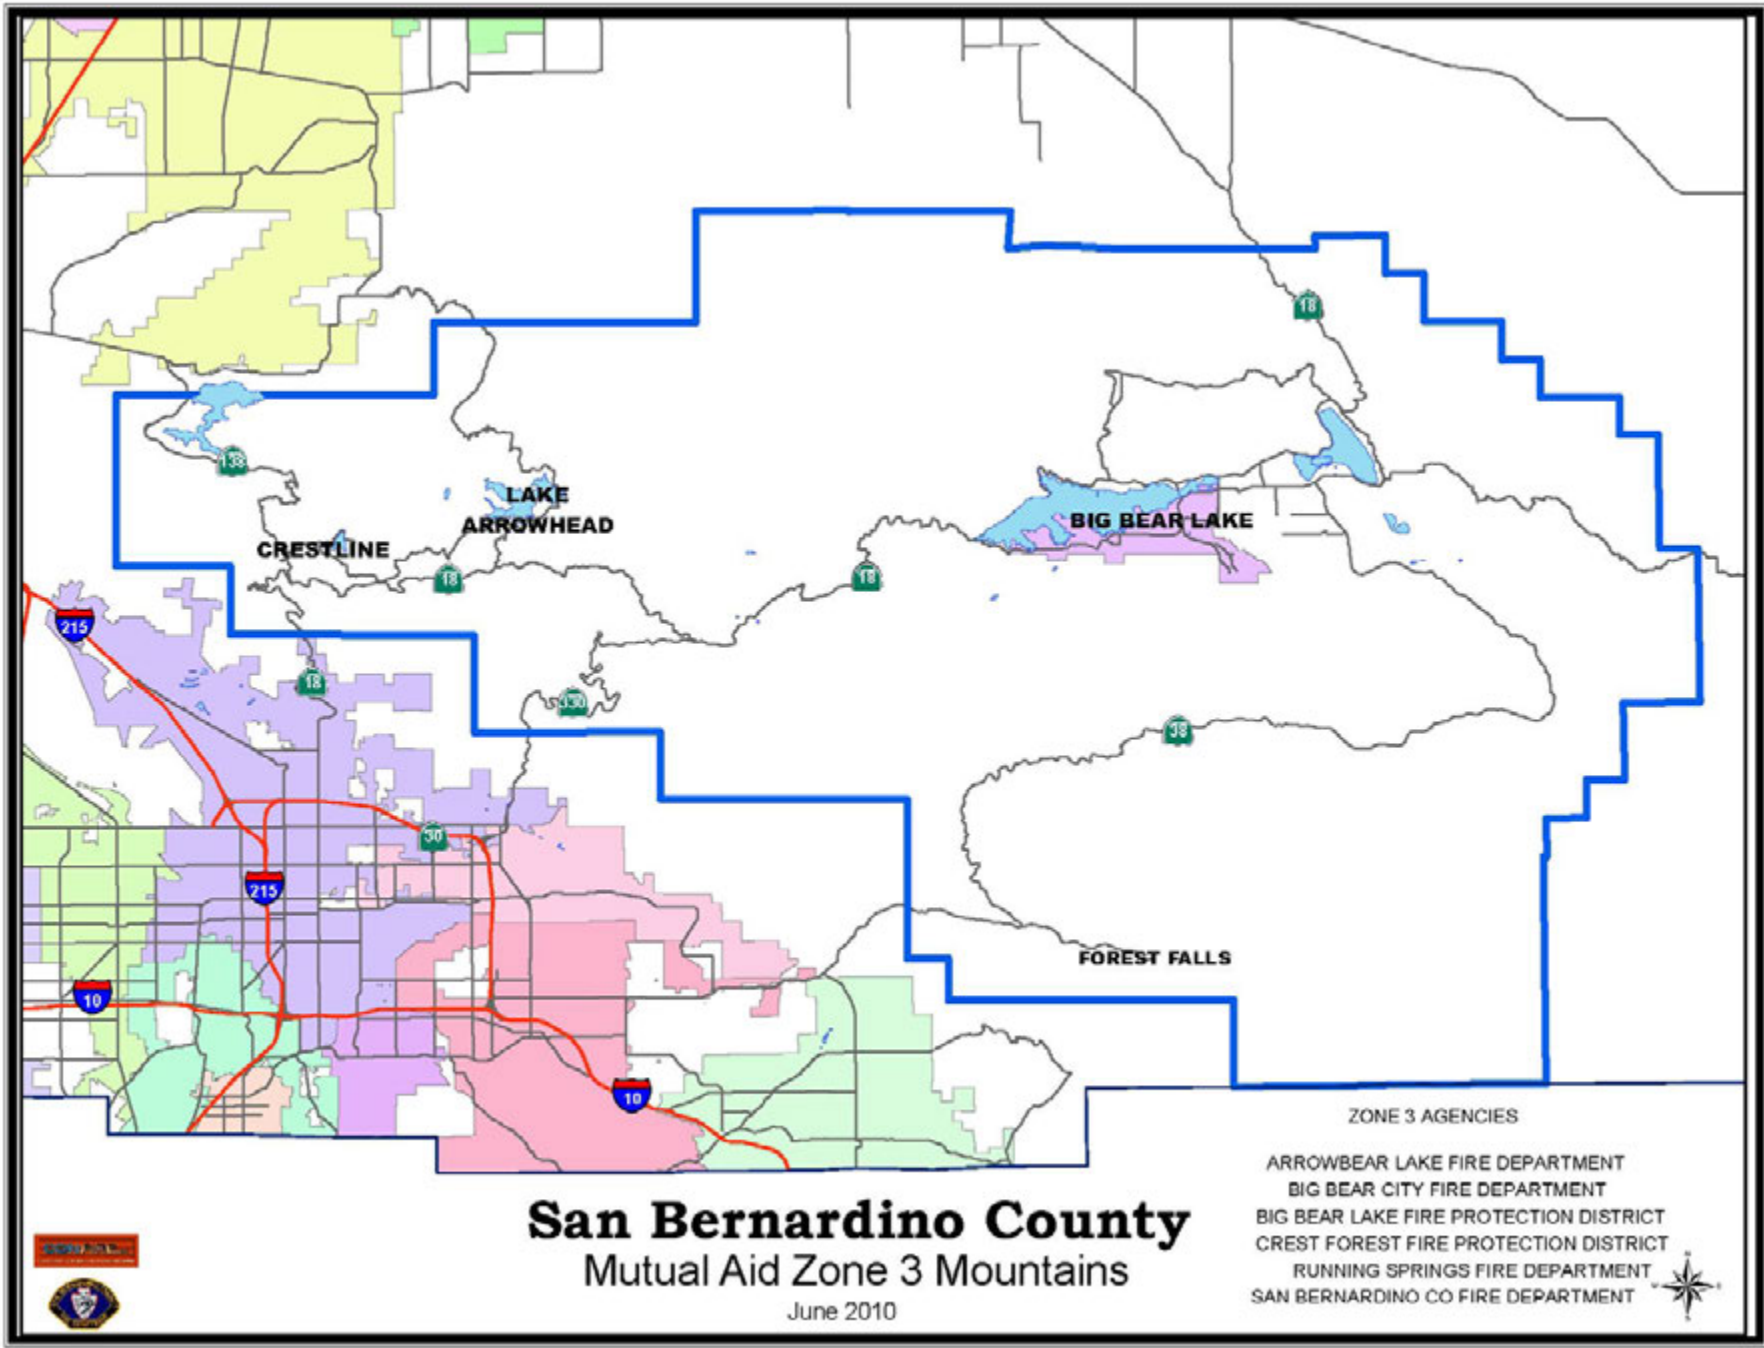 18
138
LAKE
ARROWHEAD
BIG BEAR LAKE
CRESTLINE
18
18
215
18
330
38
30
215
FOREST FALLS
10
10
ZONE 3 AGENCIES
ARROWBEAR LAKE FIRE DEPARTMENT
BIG BEAR CITY FIRE DEPARTMENT
BIG BEAR LAKE FIRE PROTECTION DISTRICT
CREST FOREST FIRE PROTECTION DISTRICT
RUNNING SPRINGS FIRE DEPARTMENT
SAN BERNARDINO CO FIRE DEPARTMENT
San Bernardino County
Mutual Aid Zone 3 Mountains
June 2010